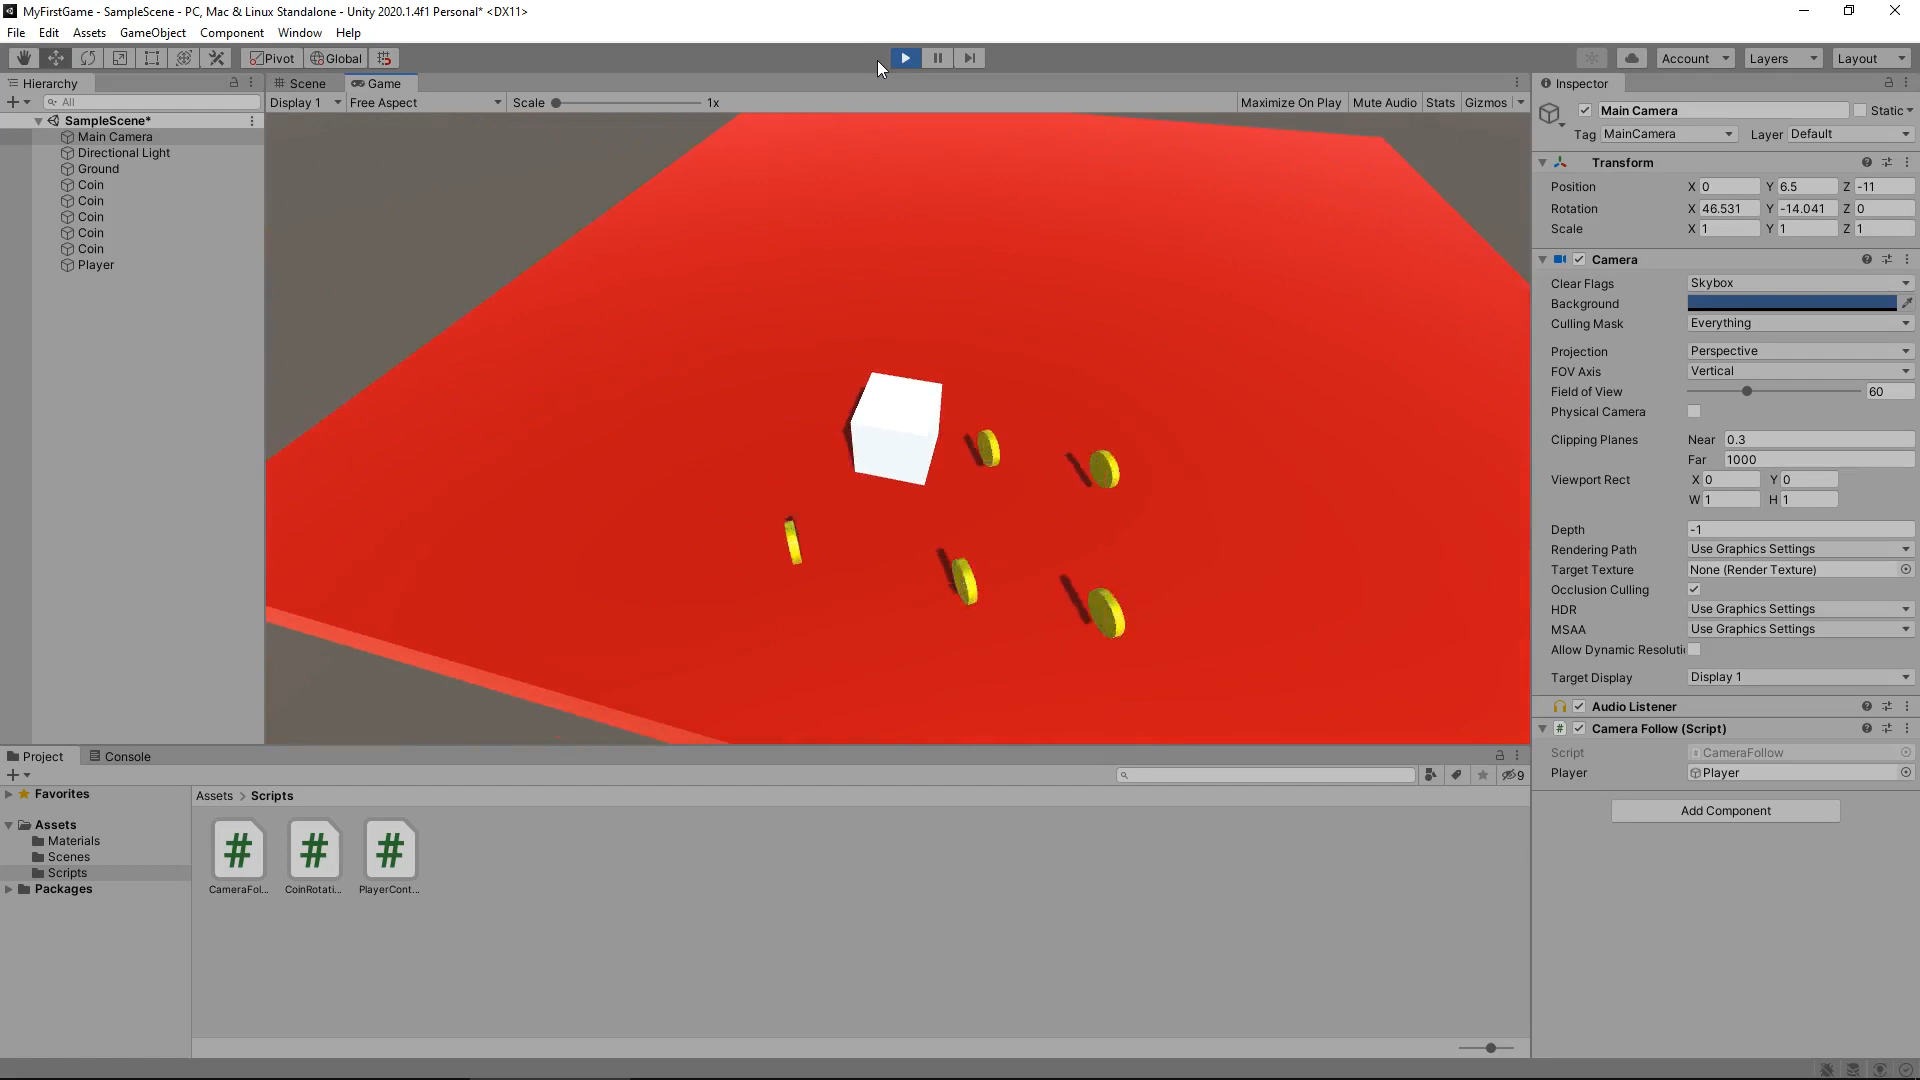 MyFirstGame - SampleScene - PC, Mac & Linux Standalone - Unity 2020.1.4f1 Personal* <DX11>
File Edit Assets GameObject Component Window Help
Pivot Global Account Layers Layout
Hierarchy
All
SampleScene*
Main Camera
Directional Light
Ground
Coin
Coin
Coin
Coin
Coin
Player
Scene Game
Display 1 Free Aspect Scale 1x Maximize On Play Mute Audio Stats Gizmos
Inspector
Main Camera Static
Tag MainCamera Layer Default
Transform
Position X 0 Y 6.5 Z -11
Rotation X 46.531 Y -14.041 Z 0
Scale X 1 Y 1 Z 1
Camera
Clear Flags Skybox
Background
Culling Mask Everything
Projection Perspective
FOV Axis Vertical
Field of View 60
Physical Camera
Clipping Planes Near 0.3
Far 1000
Viewport Rect X 0 Y 0
W 1 H 1
Depth -1
Rendering Path Use Graphics Settings
Target Texture None (Render Texture)
Occlusion Culling
HDR Use Graphics Settings
MSAA Use Graphics Settings
Allow Dynamic Resoluti
Target Display Display 1
Audio Listener
# Camera Follow (Script)
Script CameraFollow
Player Player
Add Component
Project Console
9
Favorites
Assets
Materials
Scenes
Scripts
Packages
Assets > Scripts
# # #
CameraFol... CoinRotati... PlayerCont...